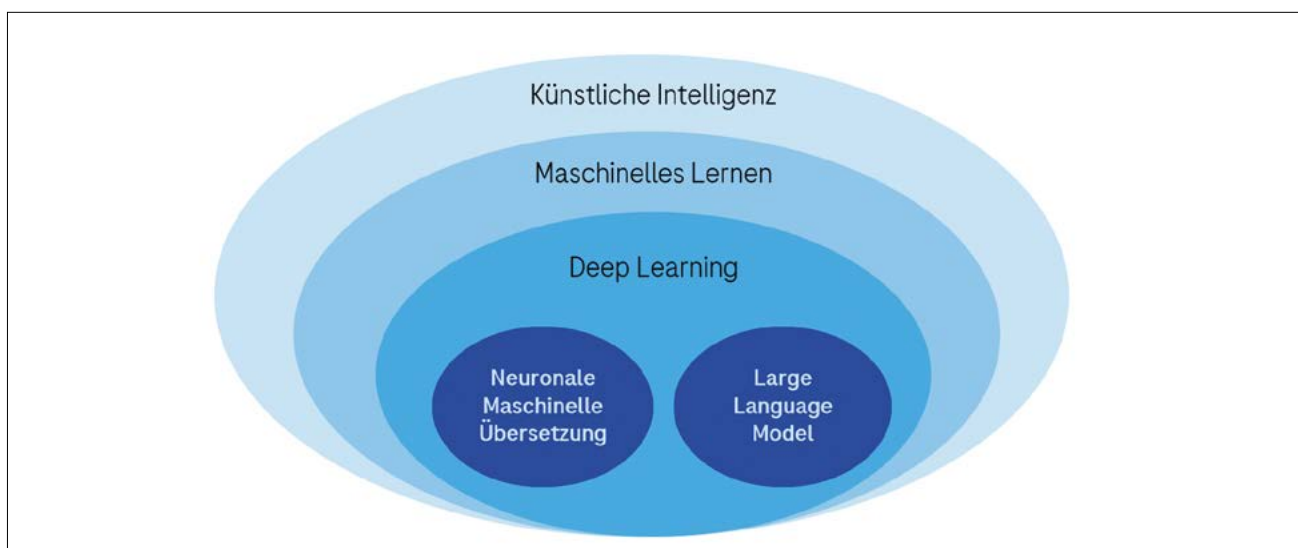 Künstliche Intelligenz
Maschinelles Lernen
Deep Learning
Neuronale
Maschinelle
Übersetzung
Large
Language
Model